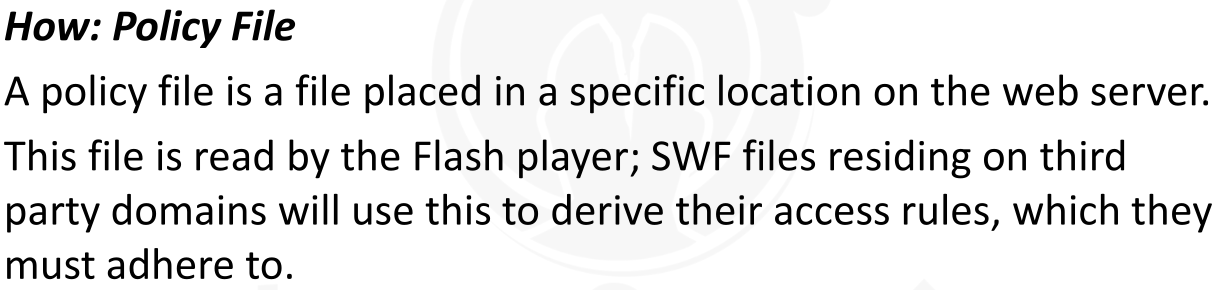 How: Policy File
A policy file is a file placed in a specific location on the web server.
This file is read by the Flash player; SWF files residing on third
party domains will use this to derive their access rules, which they
must adhere to.